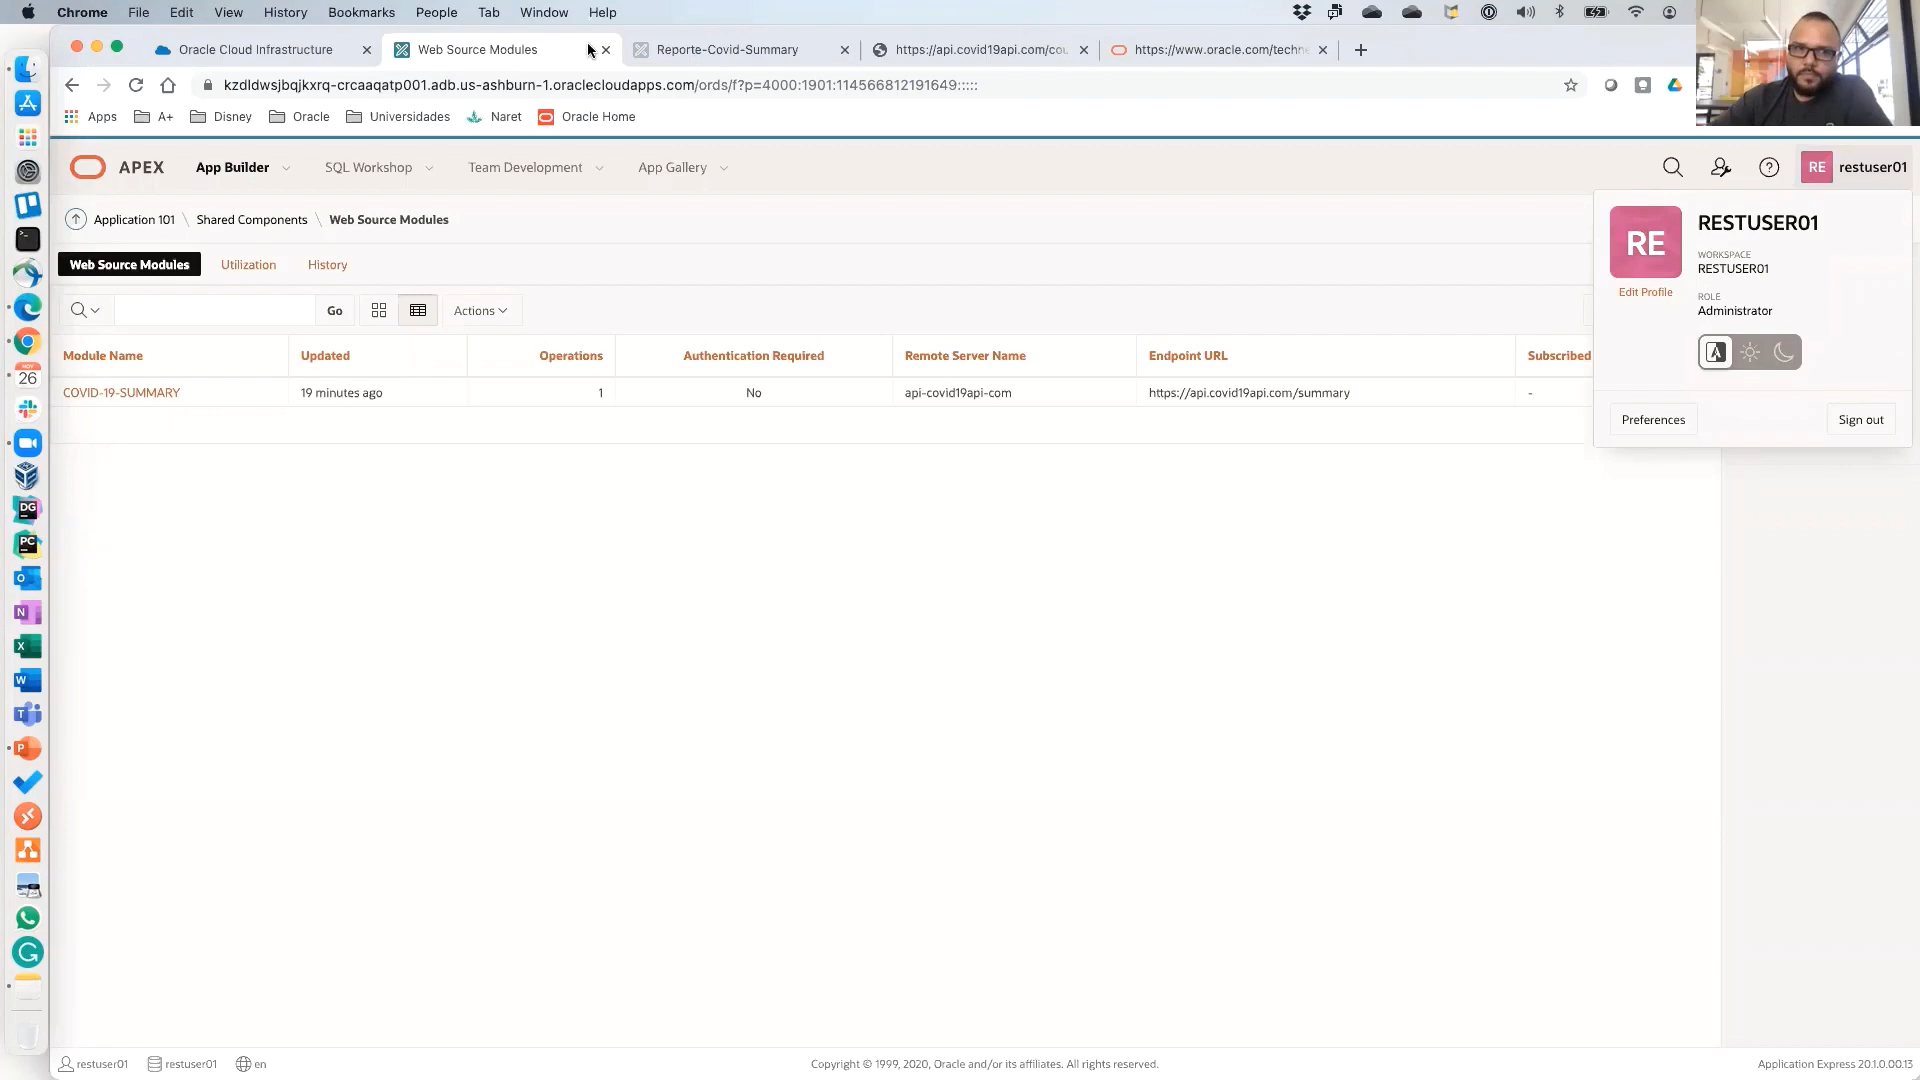 Chrome File Edit View History Bookmarks People Tab Window Help
Oracle Cloud Infrastructure
Web Source Modules
Reporte-Covid-Summary
https://api.covid19api.com/cou
https://www.oracle.com/techne
kzdldwsjbqjkxrq-crcaaqatp001.adb.us-ashburn-1.oraclecloudapps.com/ords/f?p=4000:1901:114566812191649:::::
Apps A+ Disney Oracle Universidades Naret Oracle Home
APEX App Builder SQL Workshop Team Development App Gallery RE restuser01
Application 101 \ Shared Components \ Web Source Modules
Web Source Modules Utilization History
Go Actions
Module Name Updated Operations Authentication Required Remote Server Name Endpoint URL Subscribed
COVID-19-SUMMARY 19 minutes ago 1 No api-covid19api-com https://api.covid19api.com/summary -
RE
RESTUSER01
WORKSPACE
RESTUSER01
Edit Profile
ROLE
Administrator
Preferences Sign out
NOV
26
DG
PC
O
N
X
W
T
P
restuser01 restuser01 en
Copyright © 1999, 2020, Oracle and/or its affiliates. All rights reserved.
Application Express 20.1.0.00.13